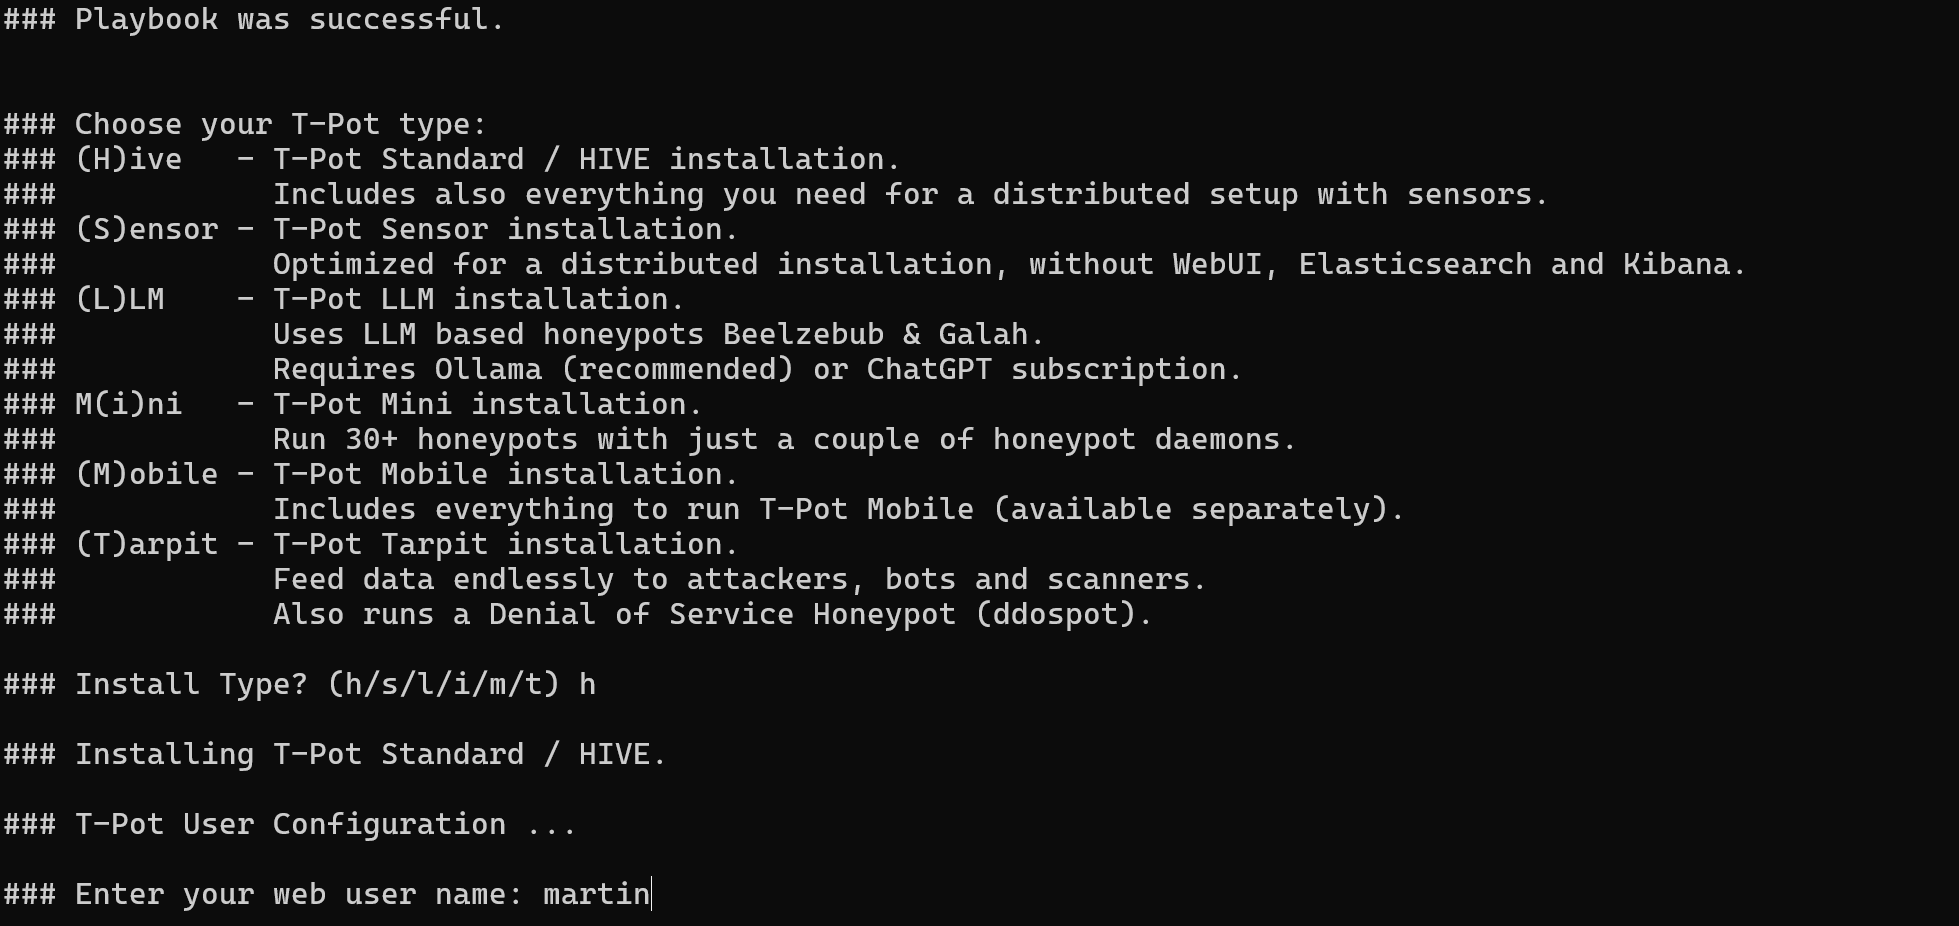 ### Playbook was successful.
### Choose your T-Pot type:
### (H)ive   - T-Pot Standard / HIVE installation.
###            Includes also everything you need for a distributed setup with sensors.
### (S)ensor - T-Pot Sensor installation.
###            Optimized for a distributed installation, without WebUI, Elasticsearch and Kibana.
### (L)LM    - T-Pot LLM installation.
###            Uses LLM based honeypots Beelzebub & Galah.
###            Requires Ollama (recommended) or ChatGPT subscription.
### M(i)ni   - T-Pot Mini installation.
###            Run 30+ honeypots with just a couple of honeypot daemons.
### (M)obile - T-Pot Mobile installation.
###            Includes everything to run T-Pot Mobile (available separately).
### (T)arpit - T-Pot Tarpit installation.
###            Feed data endlessly to attackers, bots and scanners.
###            Also runs a Denial of Service Honeypot (ddospot).
### Install Type? (h/s/l/i/m/t) h
### Installing T-Pot Standard / HIVE.
### T-Pot User Configuration ...
### Enter your web user name: martin